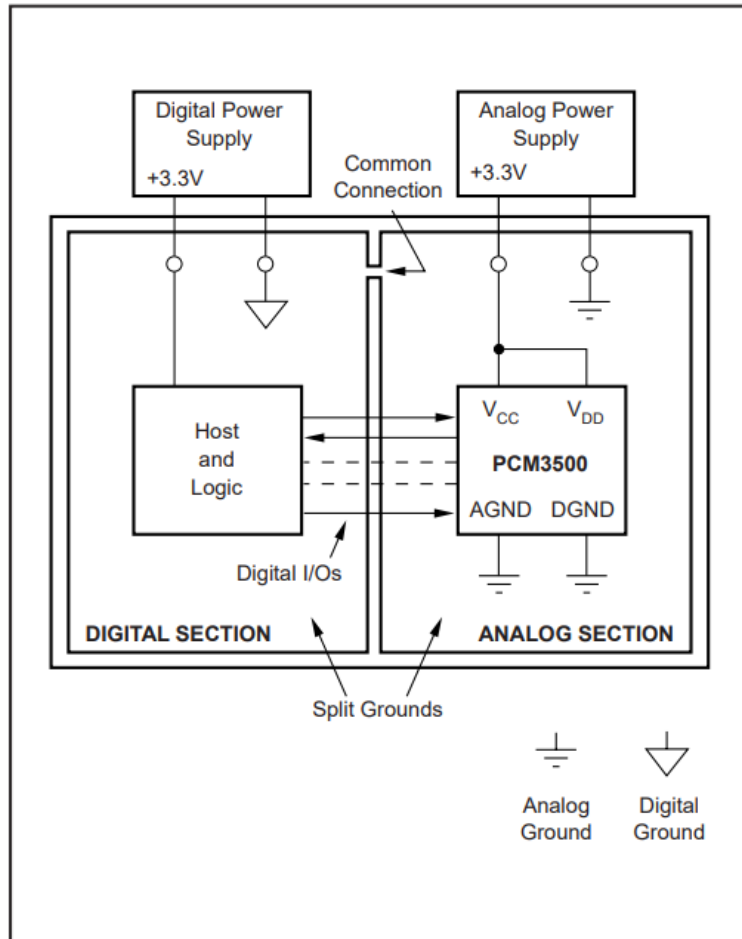 Digital Power
Supply
+3.3V
Analog Power
Supply
+3.3V
Common
Connection
Host
and
Logic
VCC VDD
PCM3500
AGND DGND
Digital I/Os
DIGITAL SECTION
ANALOG SECTION
Split Grounds
Analog
Ground
Digital
Ground